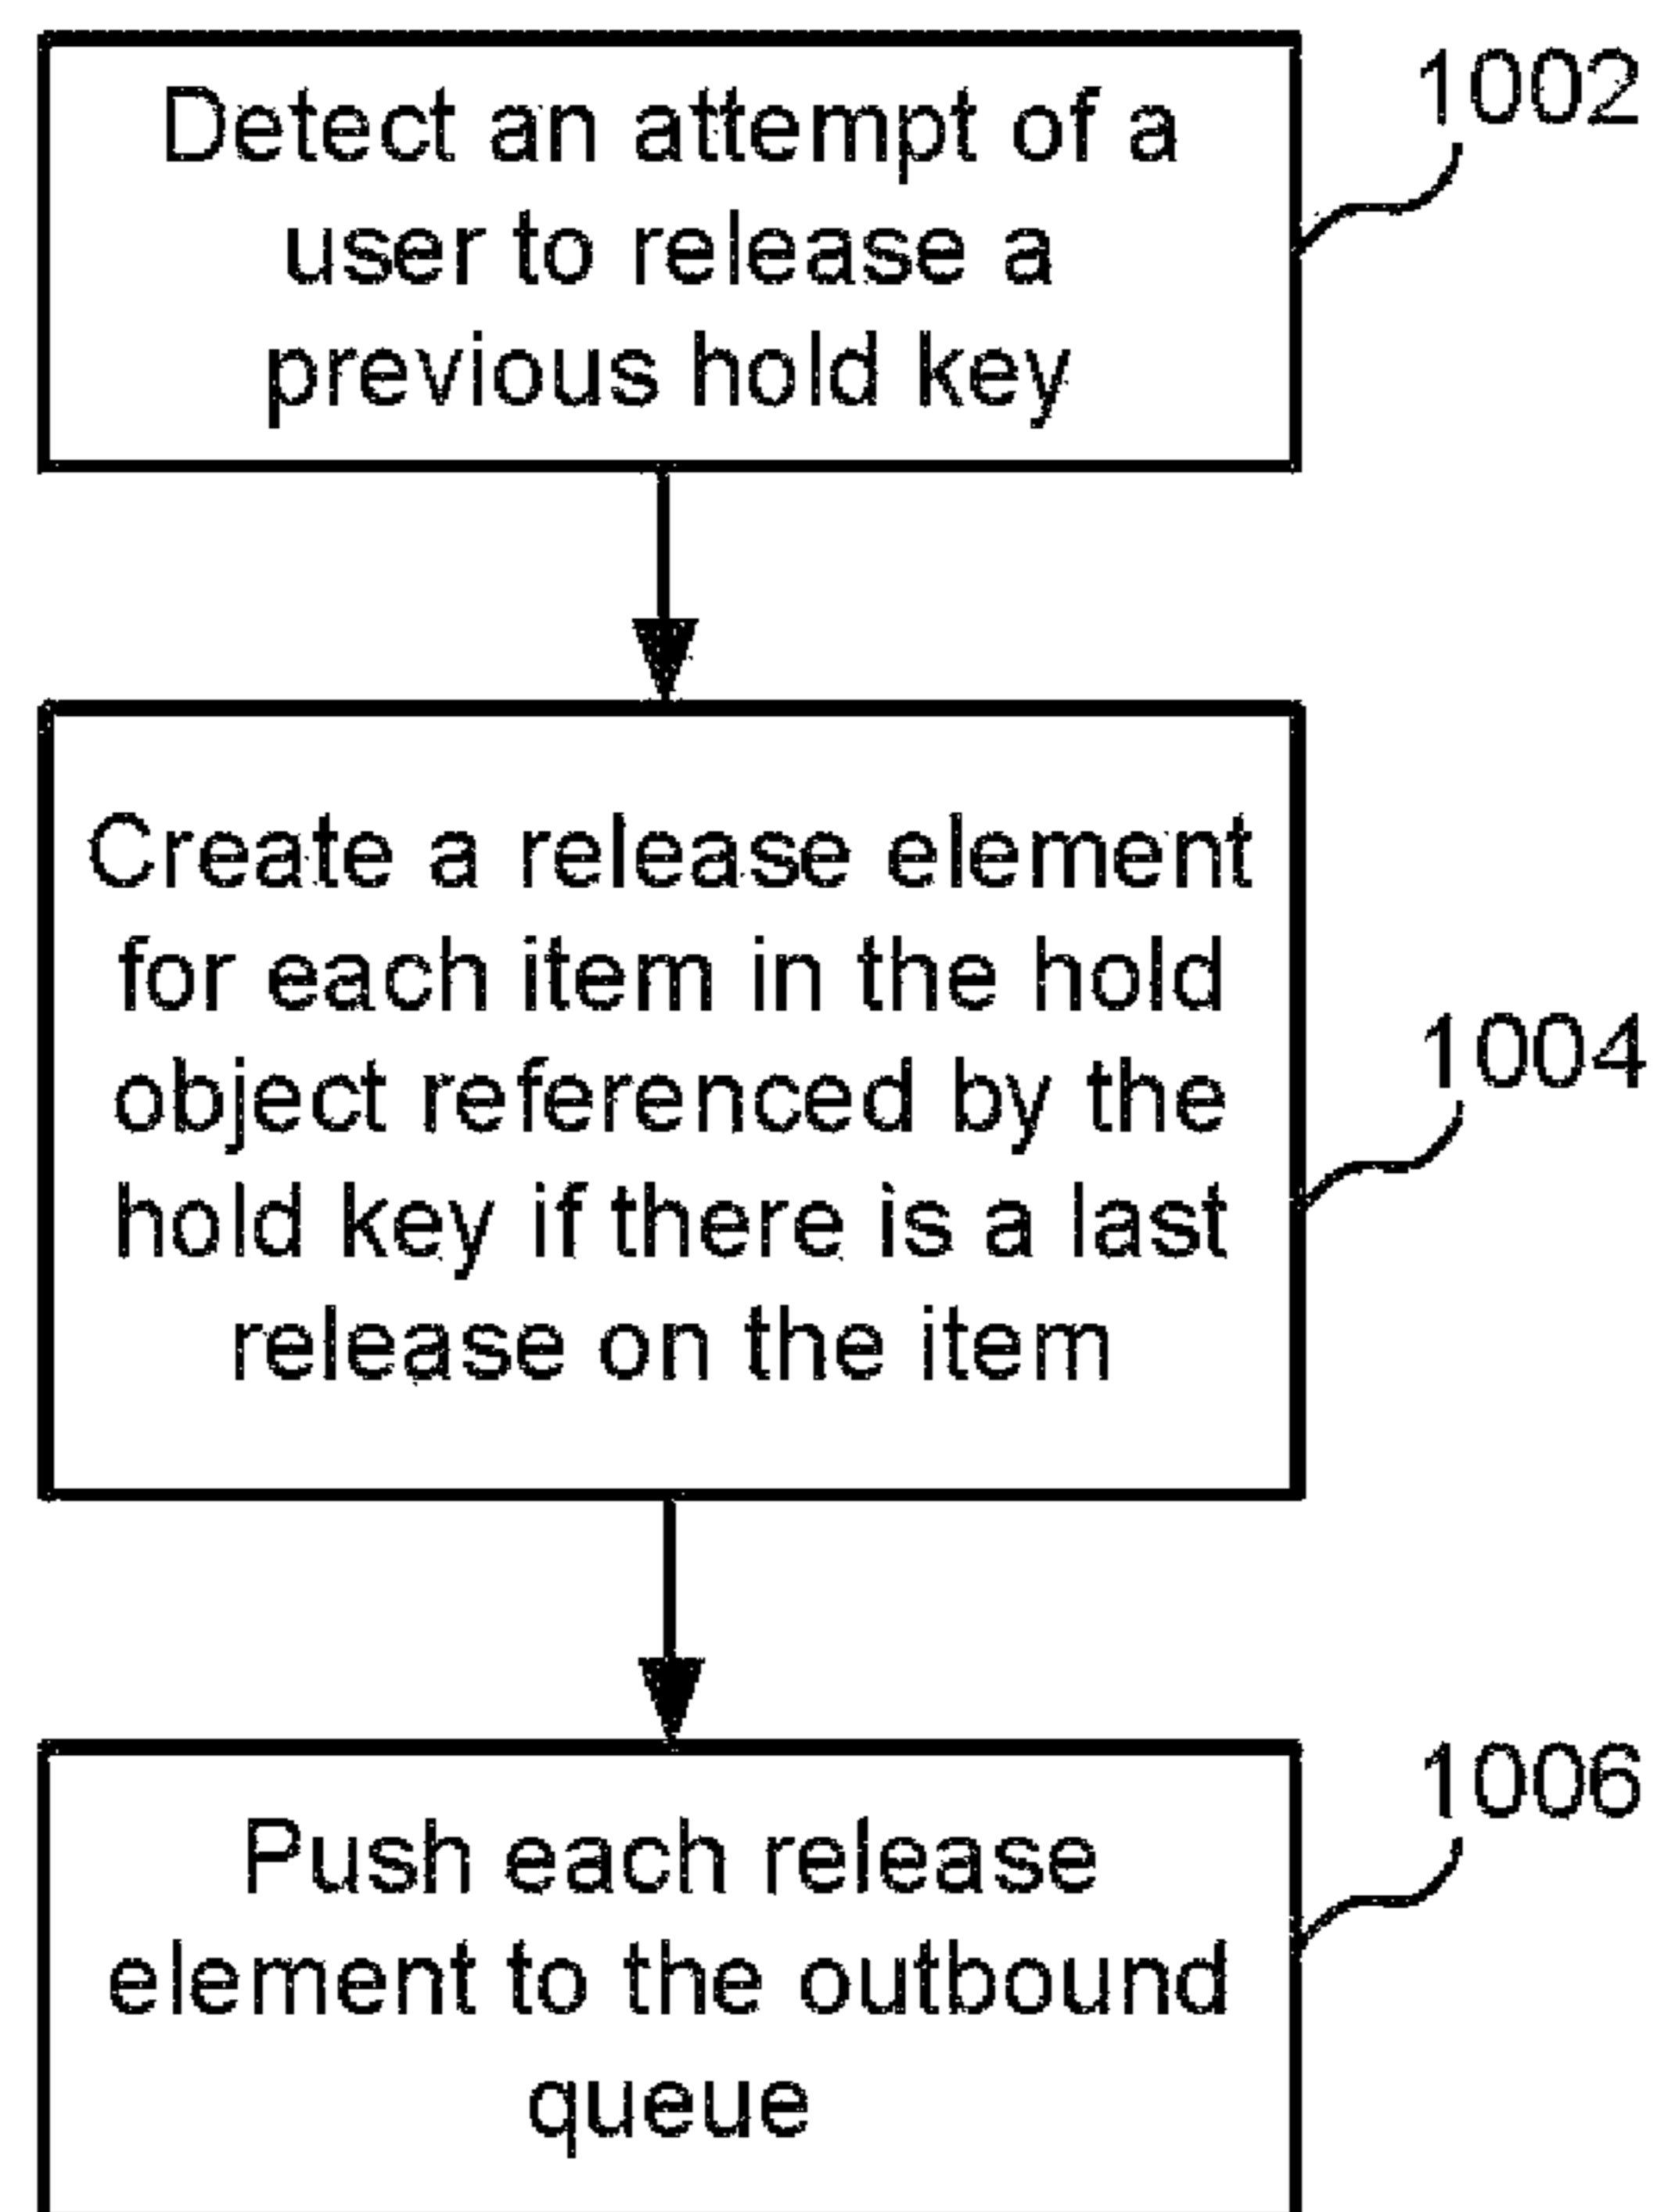 Detect an attempt of a
user to release a
previous hold key
1002
Create a release element
for each item in the hold
object referenced by the
hold key if there is a last
release on the item
1004
Push each release
element to the outbound
queue
1006